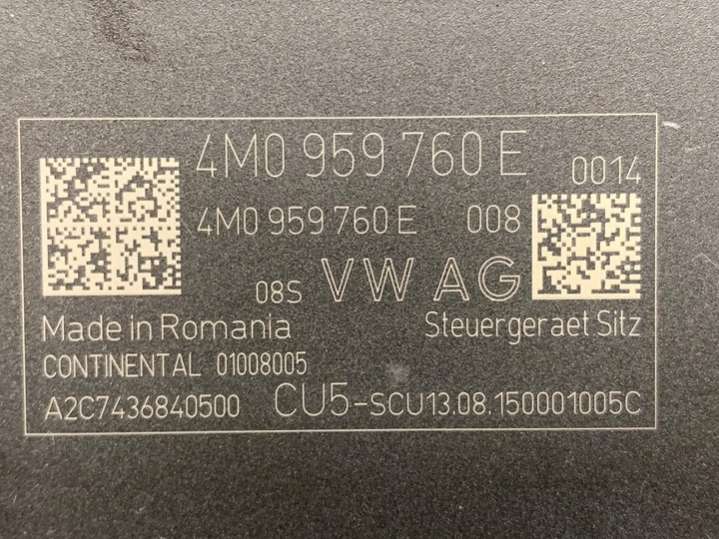 4M0 959 760 E
0014
4M0 959 760 E 008
08S VW AG
Made in Romania Steuergeraet Sitz
CONTINENTAL 01008005
A2C7436840500 CU5-SCU13.08.150001005C